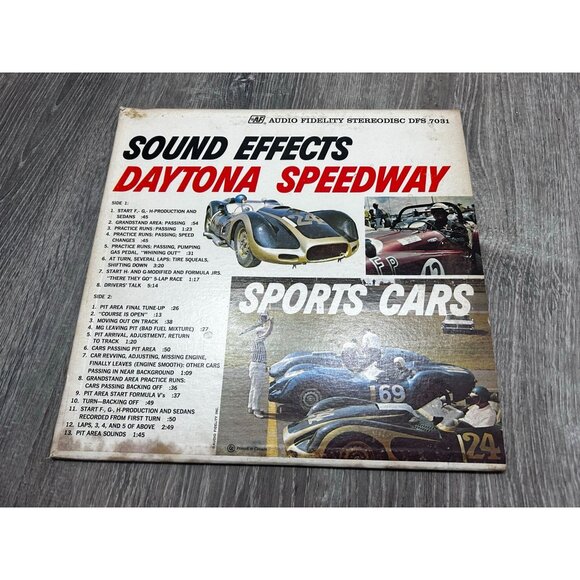 AF AUDIO FIDELITY STEREODISC DFS 7031
SOUND EFFECTS
DAYTONA SPEEDWAY
SIDE 1:
1. START F-, G-, H-PRODUCTION AND
SEDANS :45
2. GRANDSTAND AREA: PASSING :54
3. PRACTICE RUNS: PASSING 1:23
4. PRACTICE RUNS: PASSING; SPEED
CHANGES :45
5. PRACTICE RUNS: PASSING, PUMPING
GAS PEDAL, "WHINING OUT" :31
6. AT TURN, SEVERAL LAPS: TIRE SQUEALS,
SHIFTING DOWN 3:20
7. START H- AND G-MODIFIED AND FORMULA JRS.
"THERE THEY GO" 5-LAP RACE 1:17
8. DRIVERS' TALK 5:14
SIDE 2:
1. PIT AREA FINAL TUNE-UP :26
2. "COURSE IS OPEN" :13
3. MOVING OUT ON TRACK :38
4. MG LEAVING PIT (BAD FUEL MIXTURE) :27
5. PIT ARRIVAL, ADJUSTMENT, RETURN
TO TRACK 1:20
6. CARS PASSING PIT AREA :50
7. CAR REVVING, ADJUSTING, MISSING ENGINE,
FINALLY LEAVES (ENGINE SMOOTH); OTHER CARS
PASSING IN NEAR BACKGROUND 1:09
8. GRANDSTAND AREA PRACTICE RUNS:
CARS PASSING BACKING OFF :36
9. PIT AREA START FORMULA V's :37
10. TURN—BACKING OFF :49
11. START F, G-, H-PRODUCTION AND SEDANS
RECORDED FROM FIRST TURN :50
12. LAPS, 3, 4, AND 5 OF ABOVE 2:49
13. PIT AREA SOUNDS 1:45
SPORTS CARS
24
19
69
24
©AUDIO FIDELITY INC.
Printed in Canada